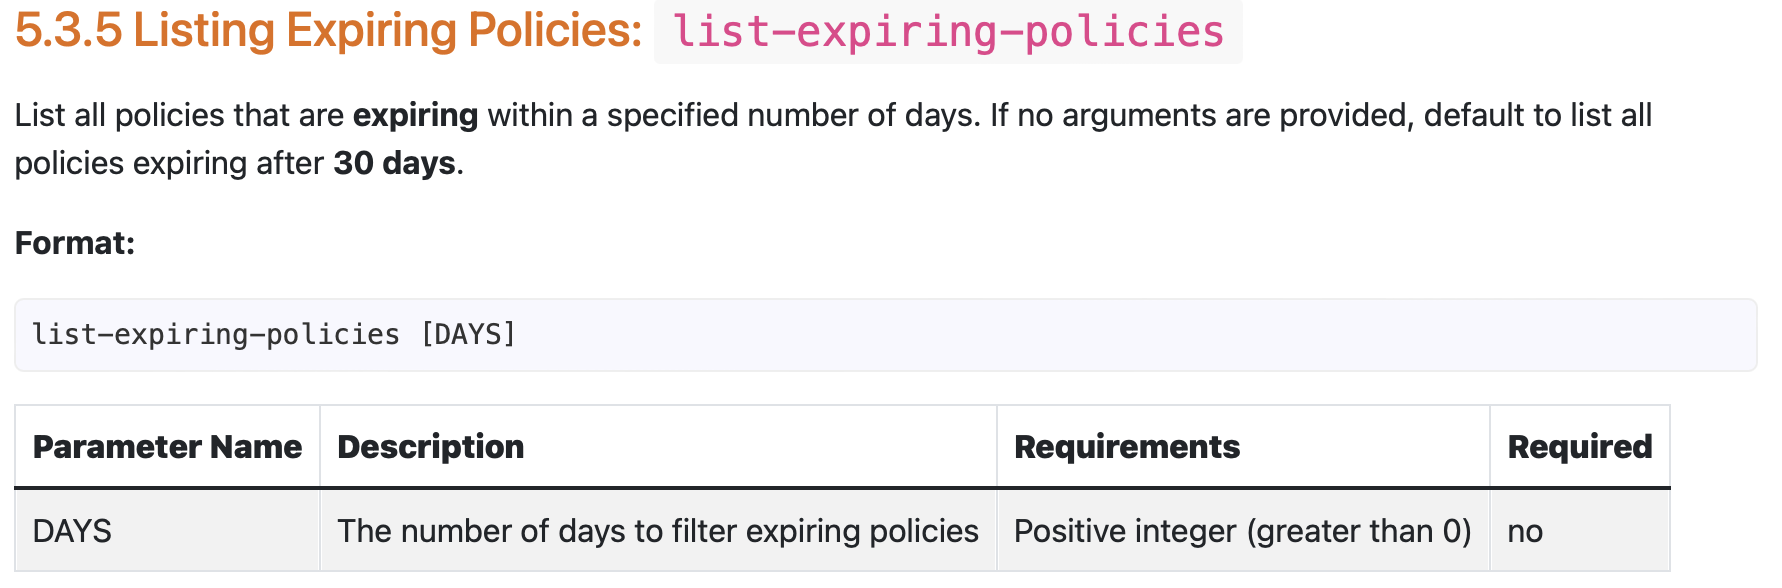 5.3.5 Listing Expiring Policies: list-expiring-policies
List all policies that are expiring within a specified number of days. If no arguments are provided, default to list all
policies expiring after 30 days.
Format:
list-expiring-policies [DAYS]
Parameter Name Description Requirements Required
DAYS The number of days to filter expiring policies Positive integer (greater than 0) no